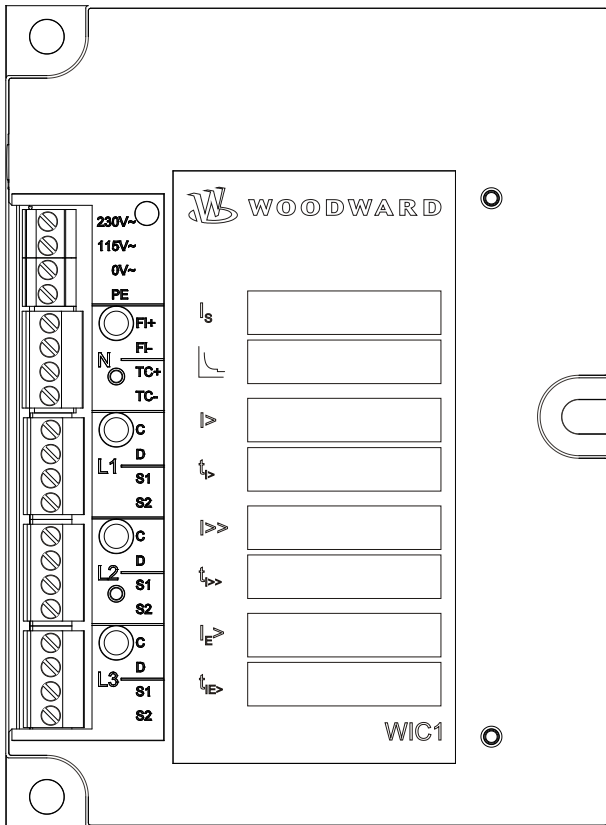 WOODWARD
230V~
115V~
0V~
PE
FI+
FI-
N
TC+
TC-
C
D
L1
S1
S2
C
D
L2
S1
S2
C
D
L3
S1
S2
IS
I>
tI>
I>>
tI>>
IE>
tIE>
WIC1